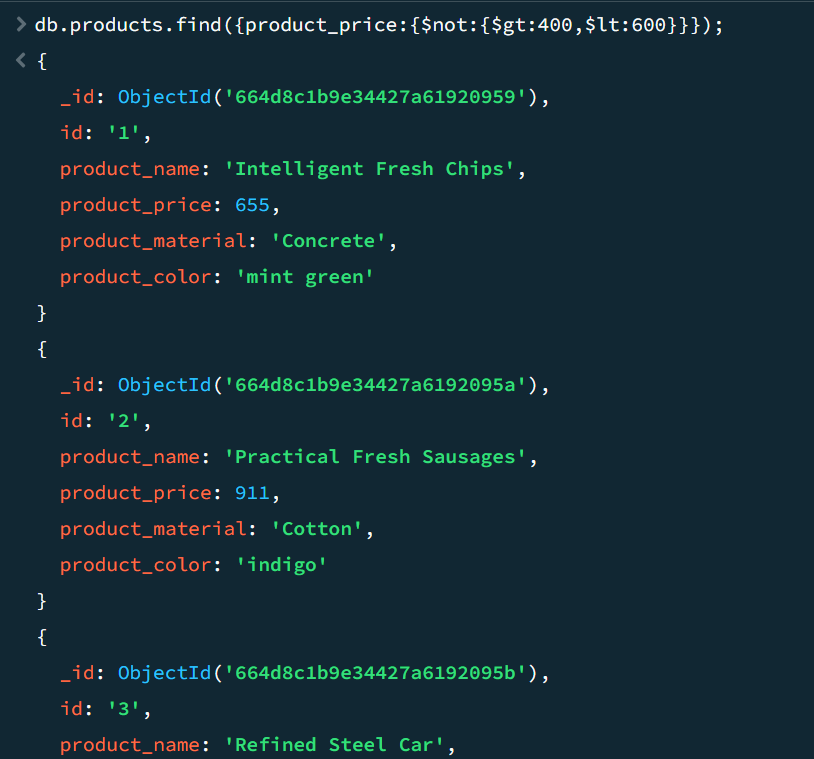 > db.products.find({product_price:{$not:{$gt:400,$lt:600}}});
< {
_id: ObjectId('664d8c1b9e34427a61920959'),
id: '1',
product_name: 'Intelligent Fresh Chips',
product_price: 655,
product_material: 'Concrete',
product_color: 'mint green'
}
{
_id: ObjectId('664d8c1b9e34427a6192095a'),
id: '2',
product_name: 'Practical Fresh Sausages',
product_price: 911,
product_material: 'Cotton',
product_color: 'indigo'
}
{
_id: ObjectId('664d8c1b9e34427a6192095b'),
id: '3',
product_name: 'Refined Steel Car',